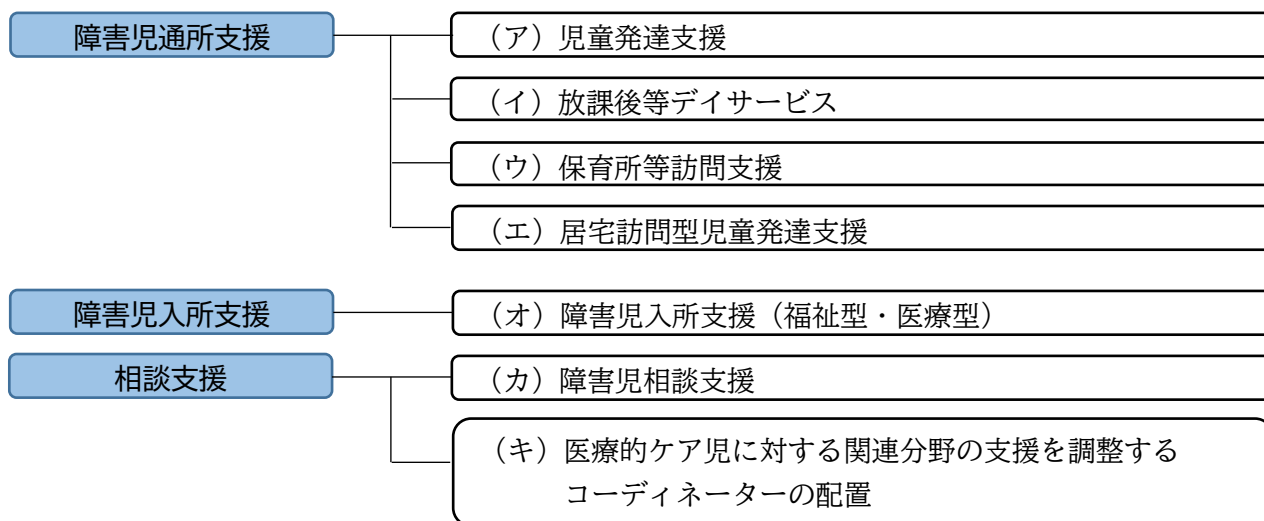 障害児通所支援
（ア）児童発達支援
（イ）放課後等デイサービス
（ウ）保育所等訪問支援
（エ）居宅訪問型児童発達支援
障害児入所支援
（オ）障害児入所支援（福祉型・医療型）
相談支援
（カ）障害児相談支援
（キ）医療的ケア児に対する関連分野の支援を調整する
コーディネーターの配置